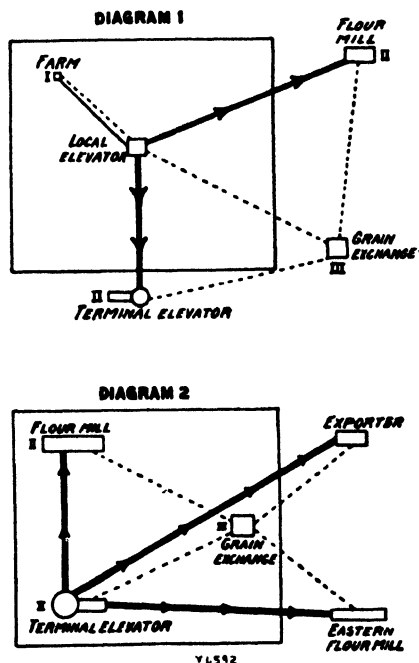 DIAGRAM 1
FLOUR
MILL
II
FARM
I
LOCAL
ELEVATOR
GRAIN
EXCHANGE
III
II
TERMINAL ELEVATOR
DIAGRAM 2
FLOUR MILL
II
EXPORTER
III
GRAIN
EXCHANGE
II
TERMINAL ELEVATOR
EASTERN
FLOUR MILL
YL592